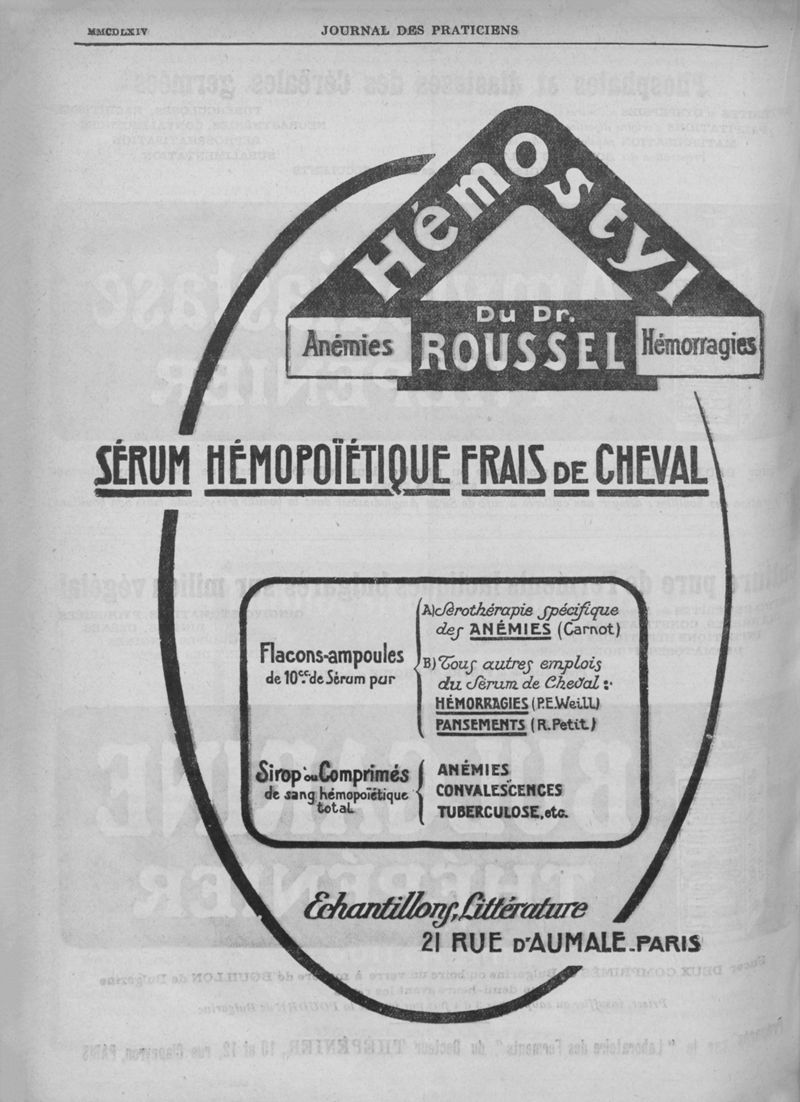 MMCDLXIV
JOURNAL DES PRATICIENS
Hémostyl
Du Dr.
ROUSSEL
Anémies
Hémorragies
SÉRUM HÉMOPOÏÉTIQUE FRAIS DE CHEVAL
Flacons-ampoules
de 10cc. de Sérum pur
A) Sérothérapie spécifique
des ANÉMIES (Carnot)
B) Tous autres emplois
du Sérum de Cheval :
HÉMORRAGIES (P.E.Weill)
PANSEMENTS (R.Petit)
Sirop ou Comprimés
de sang hémopoïétique
total
ANÉMIES
CONVALESCENCES
TUBERCULOSE, etc.
Echantillons, Littérature
21 RUE D'AUMALE-PARIS